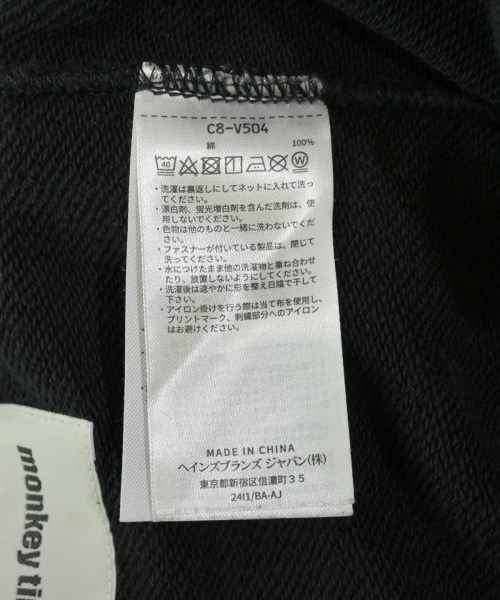 C8-V504
綿 100%
40 W
・洗濯は裏返しにしてネットに入れて洗っ
てください。
・漂白剤、蛍光増白剤を含んだ洗剤は、使
用しないでください。
・色物は他のものと一緒に洗わないでくだ
さい。
・ファスナーが付いている製品は、閉じて
洗ってください。
・水につけたまま他の洗濯物と重ね合わせ
たり、放置しないようにしてください。
・洗濯後は速やかに形を整え日陰で干して
下さい。
・アイロン掛けを行う際は当て布を使用し、
プリントマーク、刺繍部分へのアイロン
はお避けください。
MADE IN CHINA
ヘインズブランズ ジャパン(株)
東京都新宿区信濃町35
24I1/BA-AJ
monkey ti